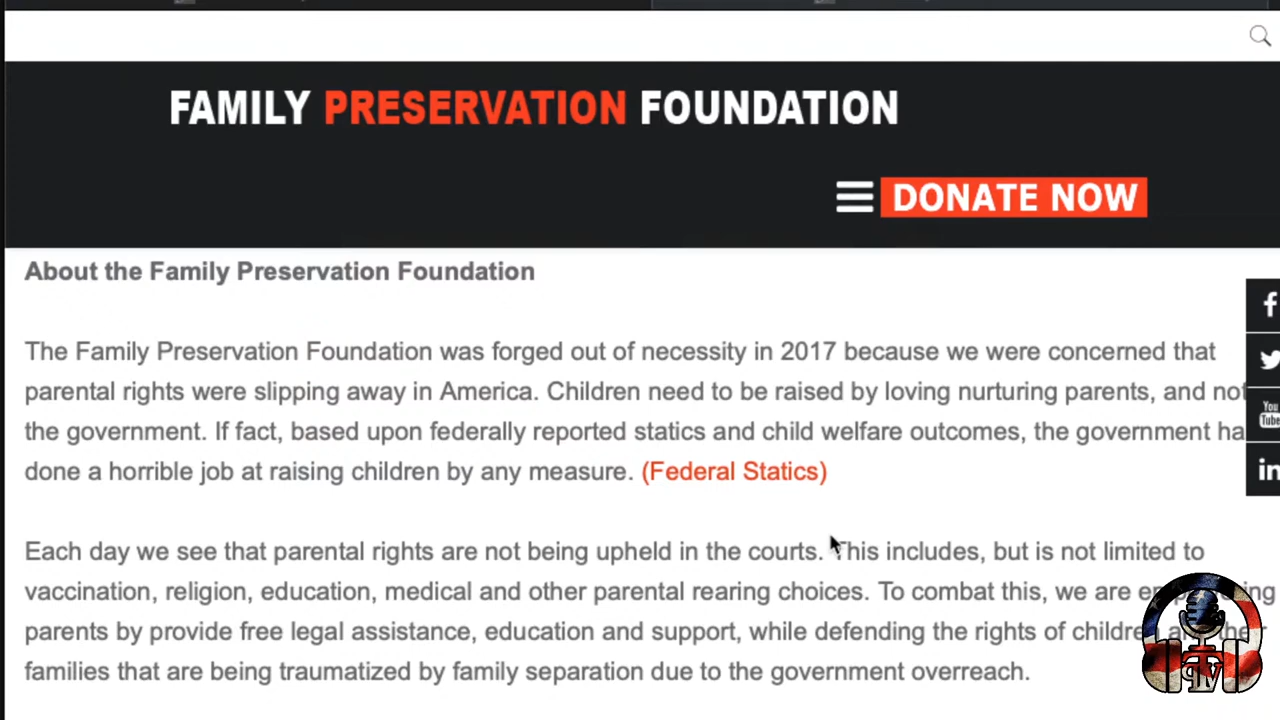 FAMILY PRESERVATION FOUNDATION
DONATE NOW
About the Family Preservation Foundation
The Family Preservation Foundation was forged out of necessity in 2017 because we were concerned that
parental rights were slipping away in America. Children need to be raised by loving nurturing parents, and not
the government. If fact, based upon federally reported statics and child welfare outcomes, the government ha
done a horrible job at raising children by any measure. (Federal Statics)
Each day we see that parental rights are not being upheld in the courts. This includes, but is not limited to
vaccination, religion, education, medical and other parental rearing choices. To combat this, we are
parents by provide free legal assistance, education and support, while defending the rights of children
families that are being traumatized by family separation due to the government overreach.
You
Tube
in